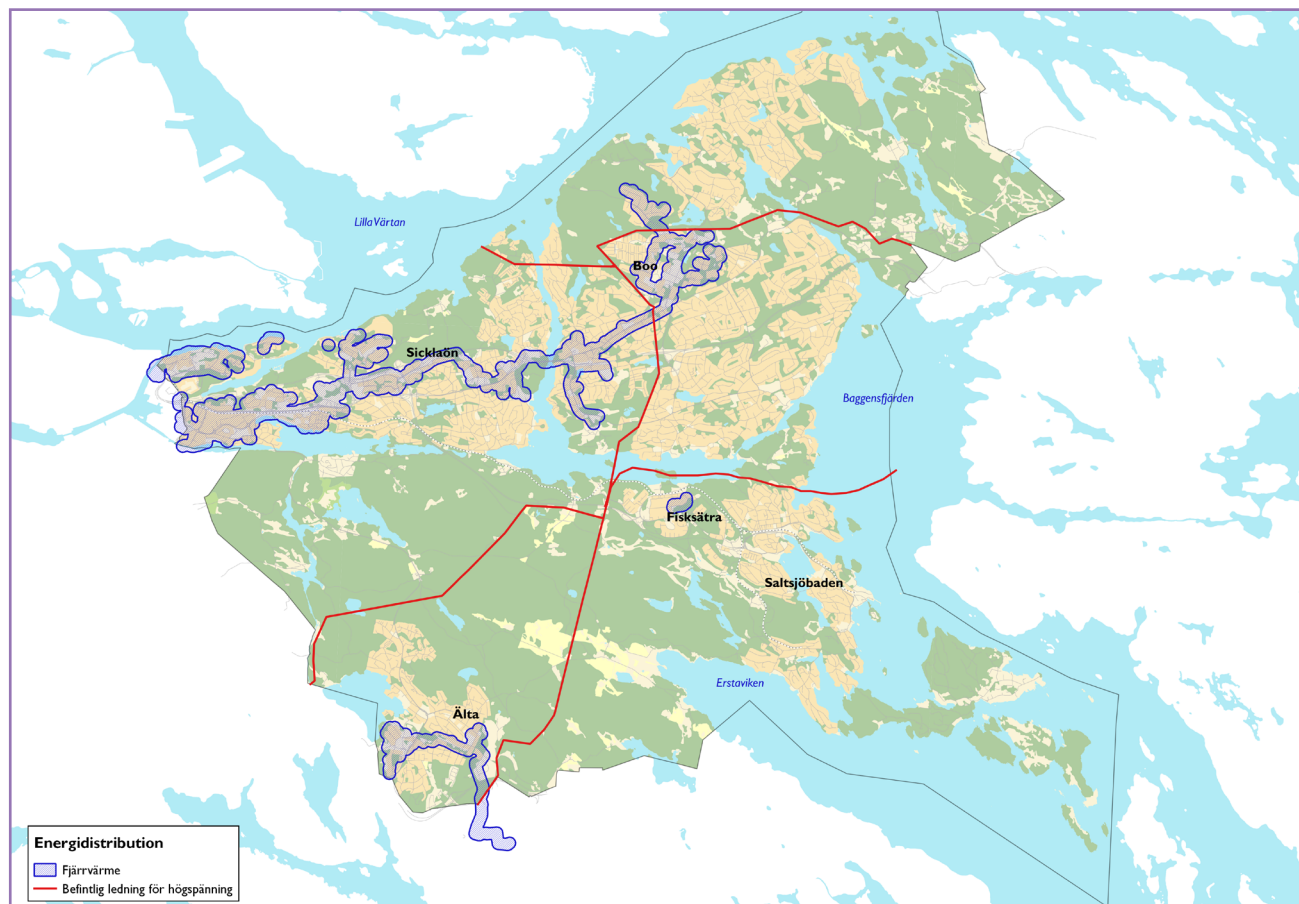 Lilla Värtan
Boo
Sicklaön
Baggensfjärden
Fisksätra
Saltsjöbaden
Erstaviken
Älta
Energidistribution
Fjärrvärme
Befintlig ledning för högspänning